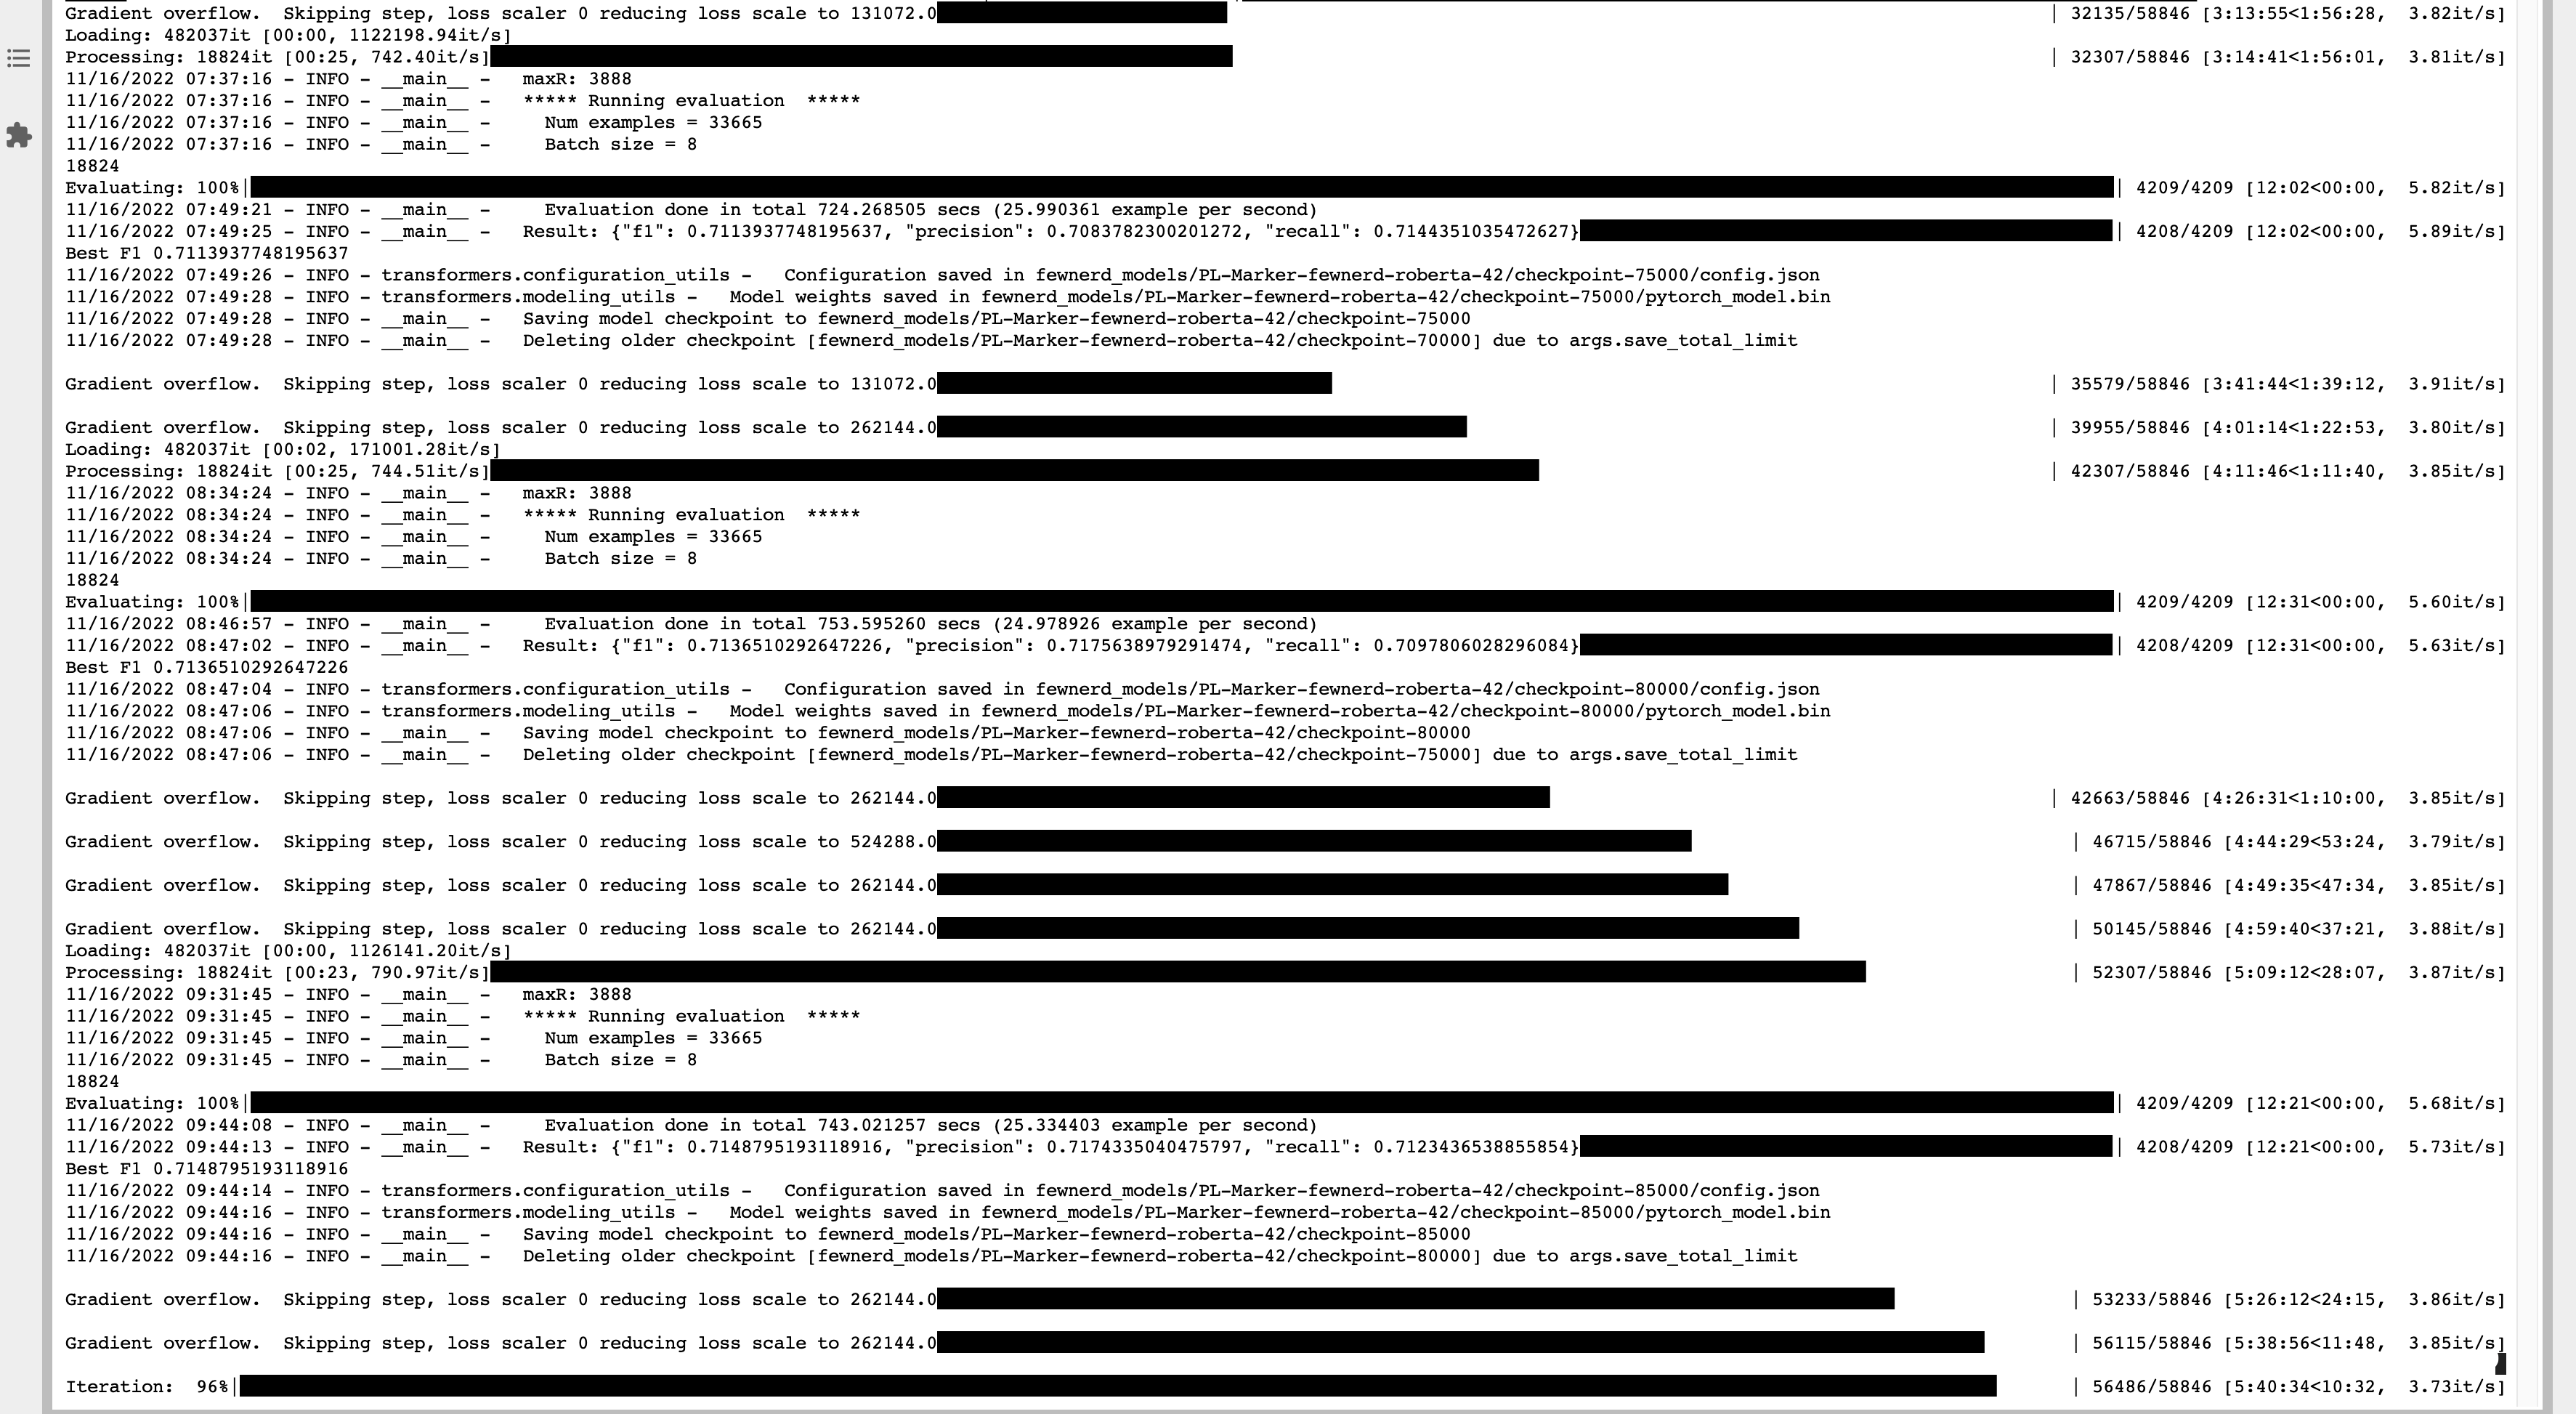 Gradient overflow.  Skipping step, loss scaler 0 reducing loss scale to 131072.0 | 32135/58846 [3:13:55<1:56:28,  3.82it/s]
Loading: 482037it [00:00, 1122198.94it/s]
Processing: 18824it [00:25, 742.40it/s] | 32307/58846 [3:14:41<1:56:01,  3.81it/s]
11/16/2022 07:37:16 - INFO - __main__ -   maxR: 3888
11/16/2022 07:37:16 - INFO - __main__ -   ***** Running evaluation  *****
11/16/2022 07:37:16 - INFO - __main__ -     Num examples = 33665
11/16/2022 07:37:16 - INFO - __main__ -     Batch size = 8
18824
Evaluating: 100%| | 4209/4209 [12:02<00:00,  5.82it/s]
11/16/2022 07:49:21 - INFO - __main__ -     Evaluation done in total 724.268505 secs (25.990361 example per second)
11/16/2022 07:49:25 - INFO - __main__ -   Result: {"f1": 0.7113937748195637, "precision": 0.7083782300201272, "recall": 0.7144351035472627} | 4208/4209 [12:02<00:00,  5.89it/s]
Best F1 0.7113937748195637
11/16/2022 07:49:26 - INFO - transformers.configuration_utils -   Configuration saved in fewnerd_models/PL-Marker-fewnerd-roberta-42/checkpoint-75000/config.json
11/16/2022 07:49:28 - INFO - transformers.modeling_utils -   Model weights saved in fewnerd_models/PL-Marker-fewnerd-roberta-42/checkpoint-75000/pytorch_model.bin
11/16/2022 07:49:28 - INFO - __main__ -   Saving model checkpoint to fewnerd_models/PL-Marker-fewnerd-roberta-42/checkpoint-75000
11/16/2022 07:49:28 - INFO - __main__ -   Deleting older checkpoint [fewnerd_models/PL-Marker-fewnerd-roberta-42/checkpoint-70000] due to args.save_total_limit
Gradient overflow.  Skipping step, loss scaler 0 reducing loss scale to 131072.0 | 35579/58846 [3:41:44<1:39:12,  3.91it/s]
Gradient overflow.  Skipping step, loss scaler 0 reducing loss scale to 262144.0 | 39955/58846 [4:01:14<1:22:53,  3.80it/s]
Loading: 482037it [00:02, 171001.28it/s]
Processing: 18824it [00:25, 744.51it/s] | 42307/58846 [4:11:46<1:11:40,  3.85it/s]
11/16/2022 08:34:24 - INFO - __main__ -   maxR: 3888
11/16/2022 08:34:24 - INFO - __main__ -   ***** Running evaluation  *****
11/16/2022 08:34:24 - INFO - __main__ -     Num examples = 33665
11/16/2022 08:34:24 - INFO - __main__ -     Batch size = 8
18824
Evaluating: 100%| | 4209/4209 [12:31<00:00,  5.60it/s]
11/16/2022 08:46:57 - INFO - __main__ -     Evaluation done in total 753.595260 secs (24.978926 example per second)
11/16/2022 08:47:02 - INFO - __main__ -   Result: {"f1": 0.7136510292647226, "precision": 0.7175638979291474, "recall": 0.7097806028296084} | 4208/4209 [12:31<00:00,  5.63it/s]
Best F1 0.7136510292647226
11/16/2022 08:47:04 - INFO - transformers.configuration_utils -   Configuration saved in fewnerd_models/PL-Marker-fewnerd-roberta-42/checkpoint-80000/config.json
11/16/2022 08:47:06 - INFO - transformers.modeling_utils -   Model weights saved in fewnerd_models/PL-Marker-fewnerd-roberta-42/checkpoint-80000/pytorch_model.bin
11/16/2022 08:47:06 - INFO - __main__ -   Saving model checkpoint to fewnerd_models/PL-Marker-fewnerd-roberta-42/checkpoint-80000
11/16/2022 08:47:06 - INFO - __main__ -   Deleting older checkpoint [fewnerd_models/PL-Marker-fewnerd-roberta-42/checkpoint-75000] due to args.save_total_limit
Gradient overflow.  Skipping step, loss scaler 0 reducing loss scale to 262144.0 | 42663/58846 [4:26:31<1:10:00,  3.85it/s]
Gradient overflow.  Skipping step, loss scaler 0 reducing loss scale to 524288.0 | 46715/58846 [4:44:29<53:24,  3.79it/s]
Gradient overflow.  Skipping step, loss scaler 0 reducing loss scale to 262144.0 | 47867/58846 [4:49:35<47:34,  3.85it/s]
Gradient overflow.  Skipping step, loss scaler 0 reducing loss scale to 262144.0 | 50145/58846 [4:59:40<37:21,  3.88it/s]
Loading: 482037it [00:00, 1126141.20it/s]
Processing: 18824it [00:23, 790.97it/s] | 52307/58846 [5:09:12<28:07,  3.87it/s]
11/16/2022 09:31:45 - INFO - __main__ -   maxR: 3888
11/16/2022 09:31:45 - INFO - __main__ -   ***** Running evaluation  *****
11/16/2022 09:31:45 - INFO - __main__ -     Num examples = 33665
11/16/2022 09:31:45 - INFO - __main__ -     Batch size = 8
18824
Evaluating: 100%| | 4209/4209 [12:21<00:00,  5.68it/s]
11/16/2022 09:44:08 - INFO - __main__ -     Evaluation done in total 743.021257 secs (25.334403 example per second)
11/16/2022 09:44:13 - INFO - __main__ -   Result: {"f1": 0.7148795193118916, "precision": 0.7174335040475797, "recall": 0.7123436538855854} | 4208/4209 [12:21<00:00,  5.73it/s]
Best F1 0.7148795193118916
11/16/2022 09:44:14 - INFO - transformers.configuration_utils -   Configuration saved in fewnerd_models/PL-Marker-fewnerd-roberta-42/checkpoint-85000/config.json
11/16/2022 09:44:16 - INFO - transformers.modeling_utils -   Model weights saved in fewnerd_models/PL-Marker-fewnerd-roberta-42/checkpoint-85000/pytorch_model.bin
11/16/2022 09:44:16 - INFO - __main__ -   Saving model checkpoint to fewnerd_models/PL-Marker-fewnerd-roberta-42/checkpoint-85000
11/16/2022 09:44:16 - INFO - __main__ -   Deleting older checkpoint [fewnerd_models/PL-Marker-fewnerd-roberta-42/checkpoint-80000] due to args.save_total_limit
Gradient overflow.  Skipping step, loss scaler 0 reducing loss scale to 262144.0 | 53233/58846 [5:26:12<24:15,  3.86it/s]
Gradient overflow.  Skipping step, loss scaler 0 reducing loss scale to 262144.0 | 56115/58846 [5:38:56<11:48,  3.85it/s]
Iteration:  96%| | 56486/58846 [5:40:34<10:32,  3.73it/s]